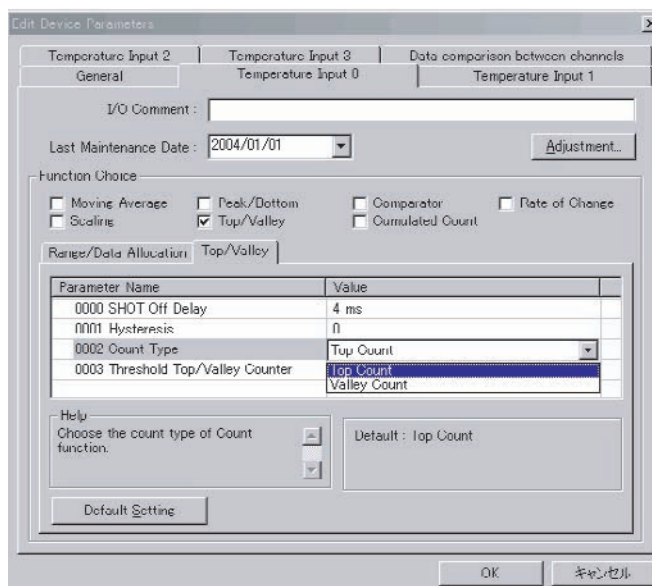 Edit Device Parameters
Temperature Input 2
Temperature Input 3
Data comparison between channels
General
Temperature Input 0
Temperature Input 1
I/O Comment :
Last Maintenance Date :
2004/01/01
Adjustment...
Function Choice
Moving Average
Peak/Bottom
Comparator
Rate of Change
Scaling
Top/Valley
Cumulated Count
Range/Data Allocation
Top/Valley
Parameter Name
Value
0000 SHOT Off Delay
4 ms
0001 Hysteresis
0
0002 Count Type
Top Count
0003 Threshold Top/Valley Counter
Top Count
Valley Count
Help
Choose the count type of Count
function.
Default : Top Count
Default Setting
OK
キャンセル